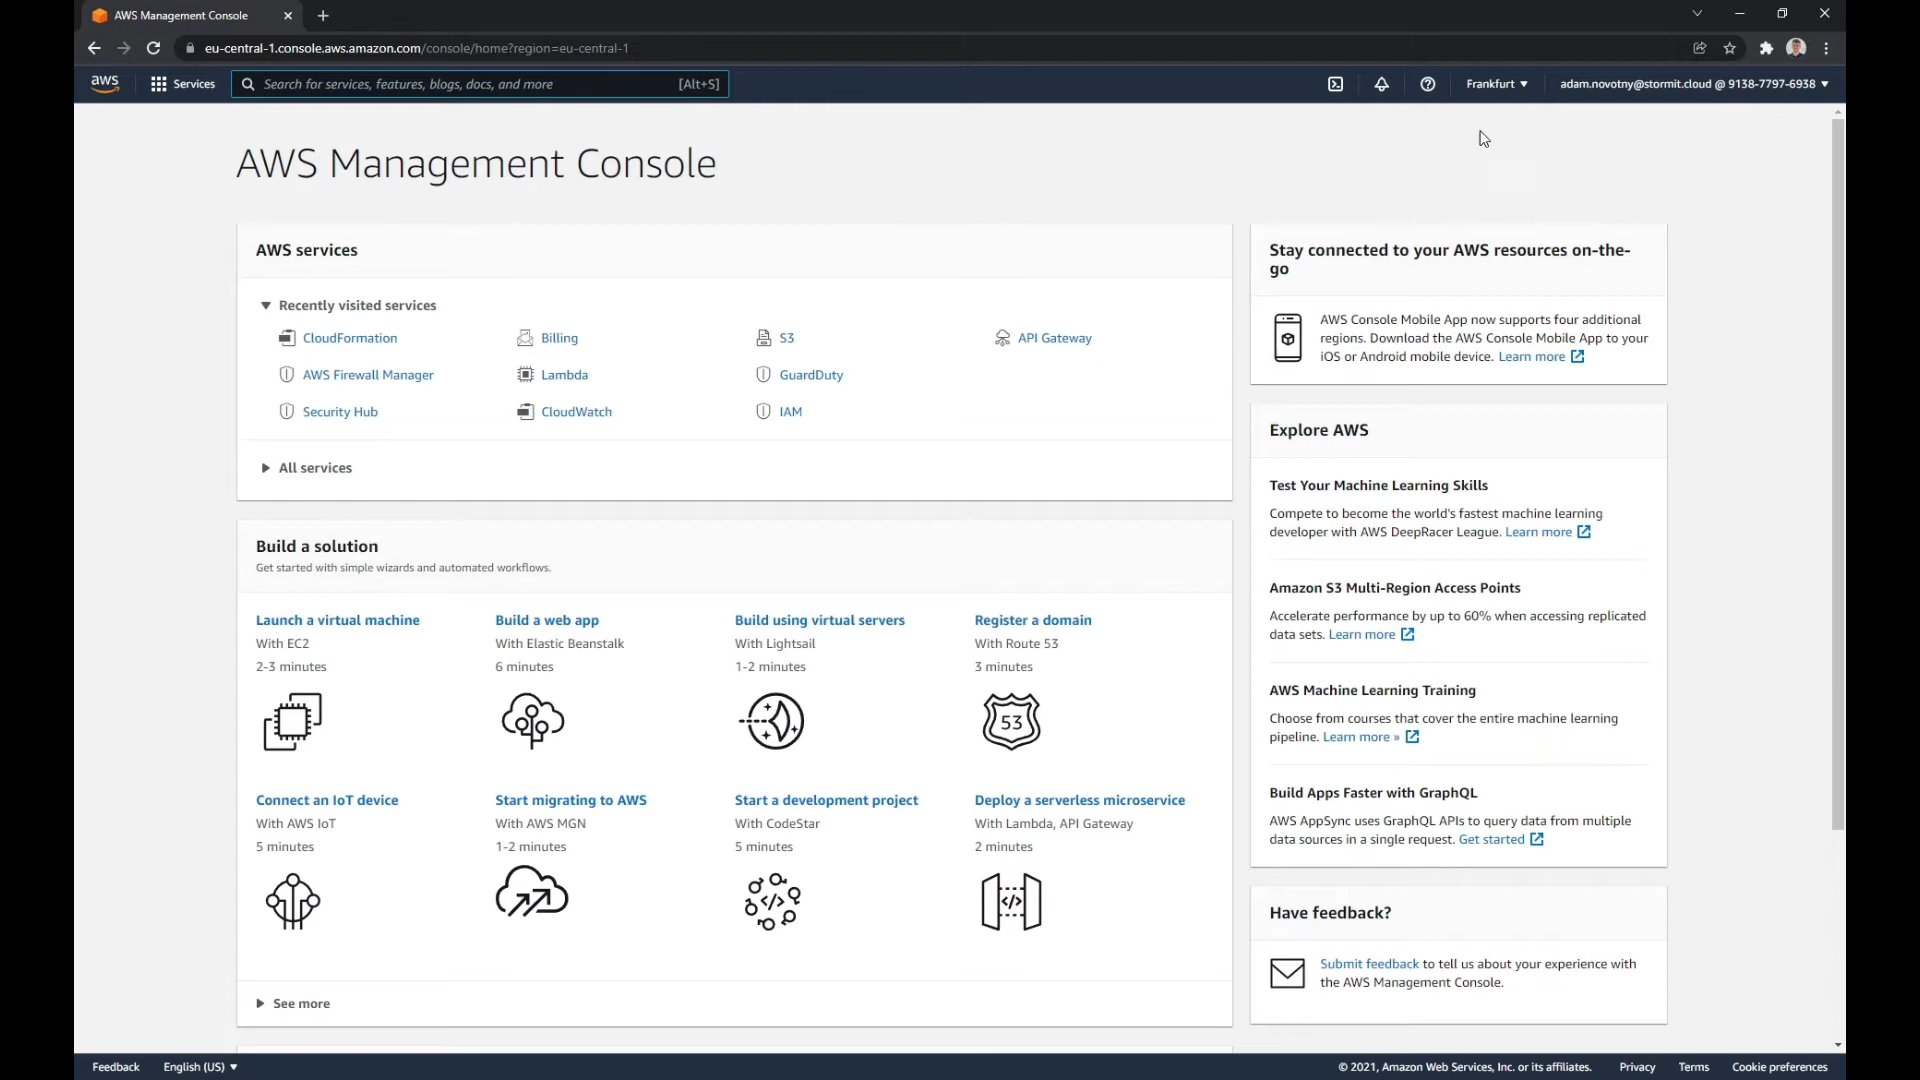 AWS Management Console
eu-central-1.console.aws.amazon.com/console/home?region=eu-central-1
aws
Services
Search for services, features, blogs, docs, and more
[Alt+S]
Frankfurt
adam.novotny@stormit.cloud @ 9138-7797-6938
AWS Management Console
AWS services
Recently visited services
CloudFormation
Billing
S3
API Gateway
AWS Firewall Manager
Lambda
GuardDuty
Security Hub
CloudWatch
IAM
All services
Build a solution
Get started with simple wizards and automated workflows.
Launch a virtual machine
With EC2
2-3 minutes
Build a web app
With Elastic Beanstalk
6 minutes
Build using virtual servers
With Lightsail
1-2 minutes
Register a domain
With Route 53
3 minutes
53
Connect an IoT device
With AWS IoT
5 minutes
Start migrating to AWS
With AWS MGN
1-2 minutes
Start a development project
With CodeStar
5 minutes
</>
Deploy a serverless microservice
With Lambda, API Gateway
2 minutes
</>
See more
Stay connected to your AWS resources on-the-
go
AWS Console Mobile App now supports four additional
regions. Download the AWS Console Mobile App to your
iOS or Android mobile device. Learn more
Explore AWS
Test Your Machine Learning Skills
Compete to become the world's fastest machine learning
developer with AWS DeepRacer League. Learn more
Amazon S3 Multi-Region Access Points
Accelerate performance by up to 60% when accessing replicated
data sets. Learn more
AWS Machine Learning Training
Choose from courses that cover the entire machine learning
pipeline. Learn more »
Build Apps Faster with GraphQL
AWS AppSync uses GraphQL APIs to query data from multiple
data sources in a single request. Get started
Have feedback?
Submit feedback to tell us about your experience with
the AWS Management Console.
Feedback
English (US)
© 2021, Amazon Web Services, Inc. or its affiliates.
Privacy
Terms
Cookie preferences